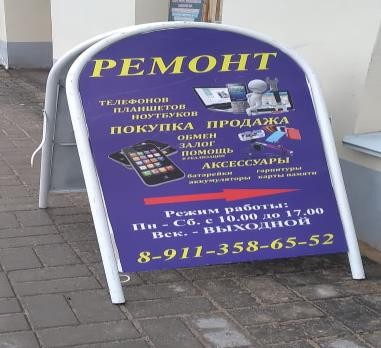 РЕМОНТ
ТЕЛЕФОНОВ
ПЛАНШЕТОВ
НОУТБУКОВ
ПОКУПКА ПРОДАЖА
ОБМЕН
ЗАЛОГ
ПОМОЩЬ
В РЕАЛИЗАЦИИ
АКСЕССУАРЫ
батарейки гарнитуры
аккумуляторы карты памяти
Режим работы:
Пн - Сб. с 10.00 до 17.00
Вск. - ВЫХОДНОЙ
8-911-358-65-52